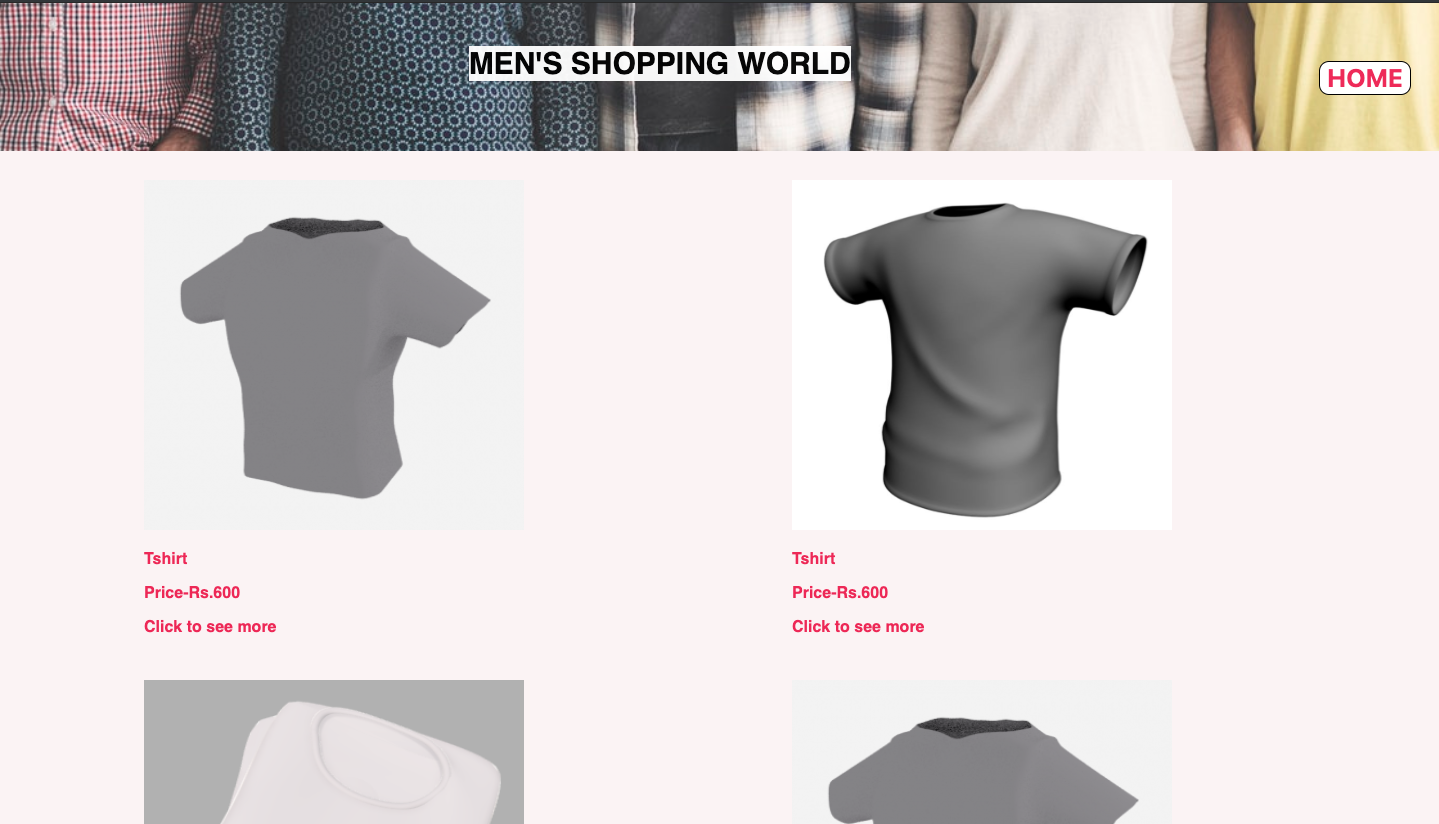 MEN'S SHOPPING WORLD
HOME
Tshirt
Price-Rs.600
Click to see more
Tshirt
Price-Rs.600
Click to see more